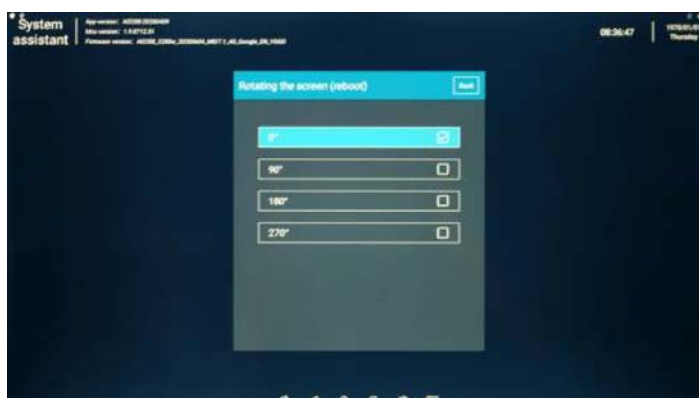 System
assistant
App version:
Misc version:
Firmware version:
08:36:47
Thursday
Rotating the screen (reboot)
Back
0°
90°
180°
270°